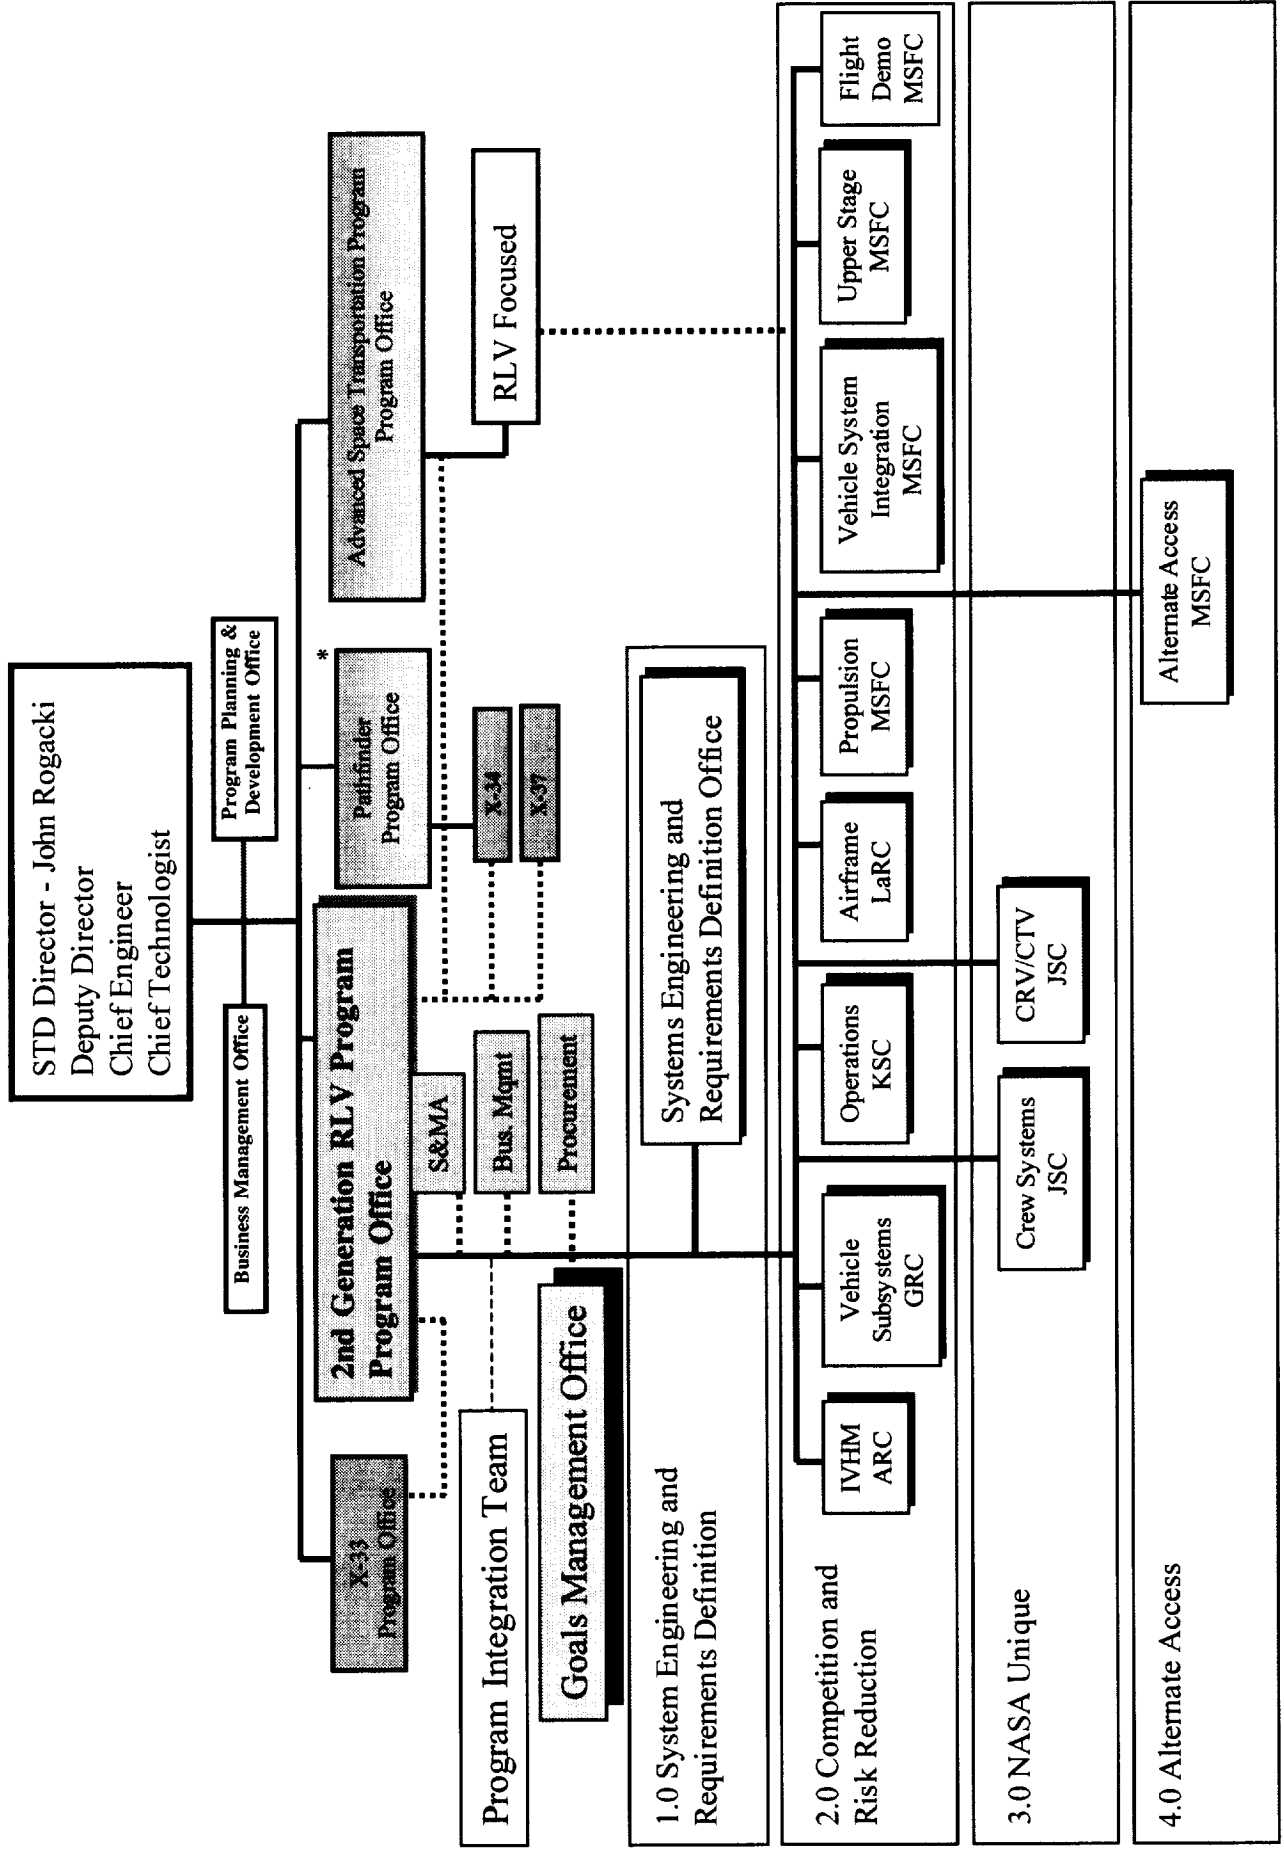 STD Director - John Rogacki
Deputy Director
Chief Engineer
Chief Technologist
Business Management Office
Program Planning &
Development Office
X-33
Program Office
2nd Generation RLV Program
Program Office
*
Pathfinder
Program Office
Advanced Space Transportation Program
Program Office
S&MA
Bus. Mqmt
Procurement
X-34
X-37
RLV Focused
Program Integration Team
Goals Management Office
1.0 System Engineering and
Requirements Definition
Systems Engineering and
Requirements Definition Office
2.0 Competition and
Risk Reduction
IVHM
ARC
Vehicle
Subsystems
GRC
Operations
KSC
Airframe
LaRC
Propulsion
MSFC
Vehicle System
Integration
MSFC
Upper Stage
MSFC
Flight
Demo
MSFC
3.0 NASA Unique
Crew Systems
JSC
CRV/CTV
JSC
4.0 Alternate Access
Alternate Access
MSFC